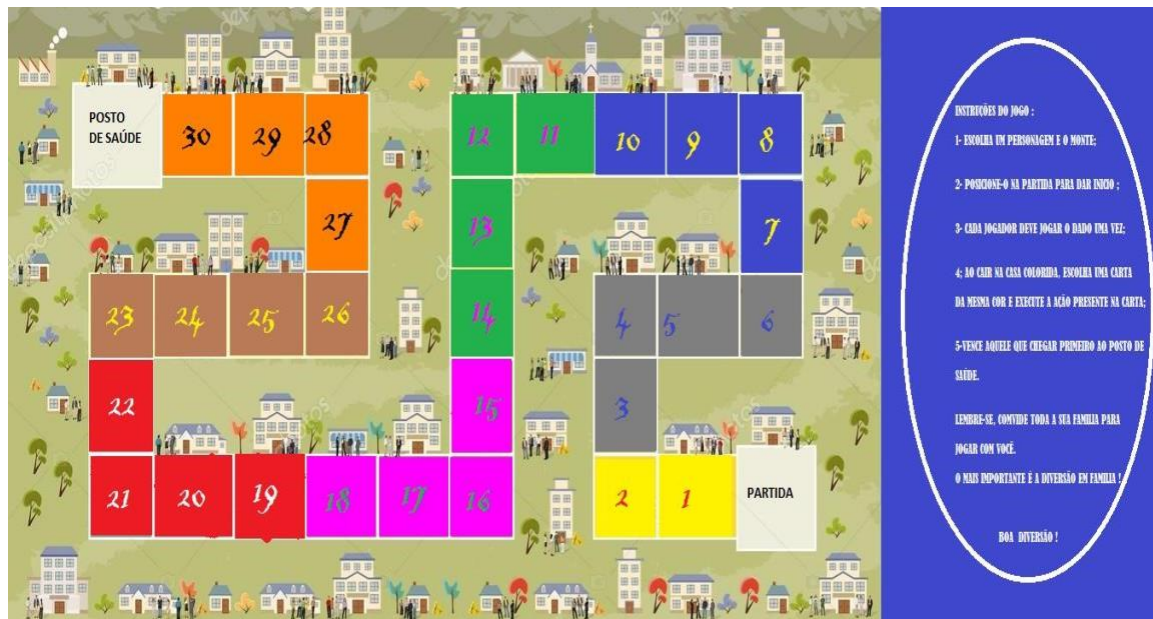 POSTO
DE SAÚDE
30
29
28
27
23
24
25
26
22
21
20
19
18
17
16
15
14
13
12
11
10
9
8
7
4
5
6
3
2
1
PARTIDA
INSTRUÇÕES DO JOGO :
1- ESCOLHA UM PERSONAGEM E O MONTE;
2- POSICIONE-O NA PARTIDA PARA DAR INICIO ;
3- CADA JOGADOR DEVE JOGAR O DADO UMA VEZ;
4; AO CAIR NA CASA COLORIDA, ESCOLHA UMA CARTA
DA MESMA COR E EXECUTE A AÇÃO PRESENTE NA CARTA;
5-VENCE AQUELE QUE CHEGAR PRIMEIRO AO POSTO DE
SAÚDE.
LEMBRE-SE, CONVIDE TODA A SUA FAMILIA PARA
JOGAR COM VOCÊ.
O MAIS IMPORTANTE É A DIVERSÃO EM FAMILIA !
BOA DIVERSÃO !
depositphotos